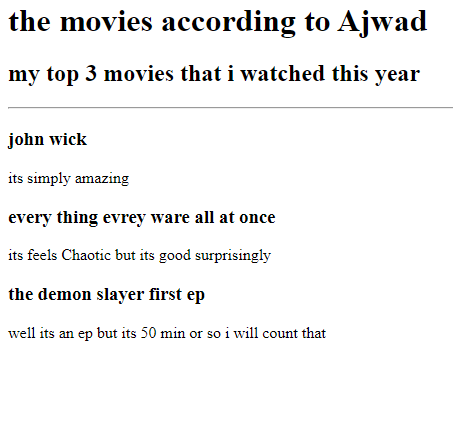 the movies according to Ajwad
my top 3 movies that i watched this year
john wick
its simply amazing
every thing evrey ware all at once
its feels Chaotic but its good surprisingly
the demon slayer first ep
well its an ep but its 50 min or so i will count that